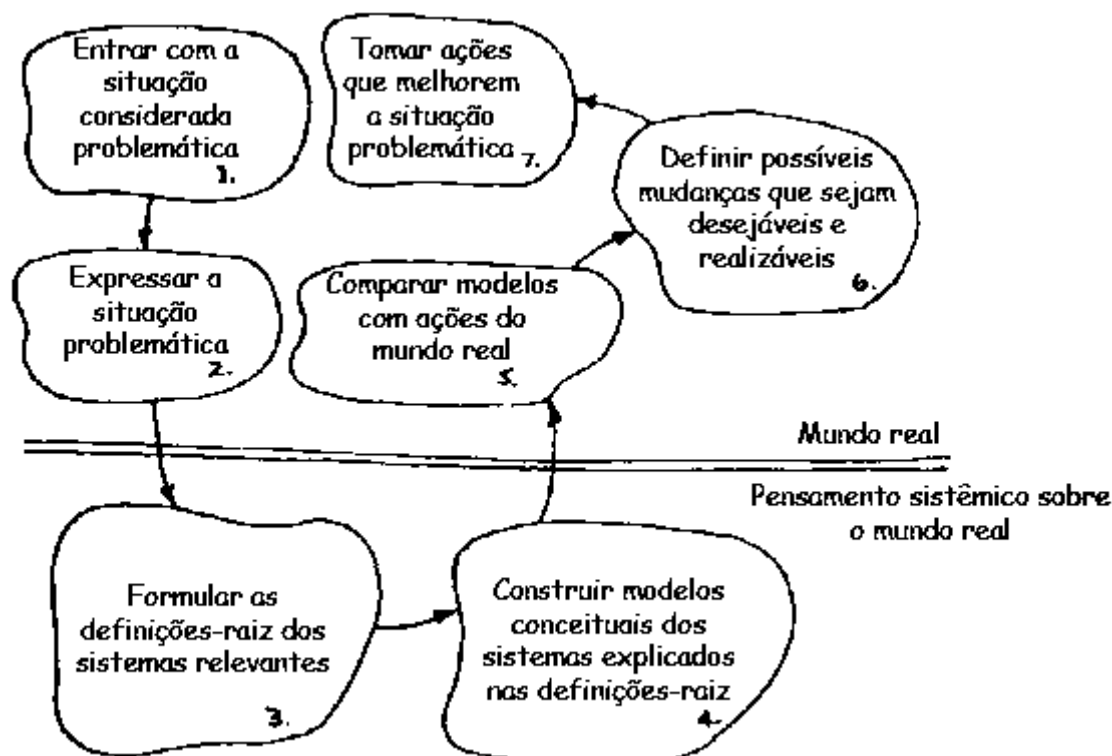 Entrar com a
situação
considerada
problemática
1.
Expressar a
situação
problemática
2.
Formular as
definições-raiz dos
sistemas relevantes
3.
Construir modelos
conceituais dos
sistemas explicados
nas definições-raiz
4.
Comparar modelos
com ações do
mundo real
5.
Definir possíveis
mudanças que sejam
desejáveis e
realizáveis
6.
Tomar ações
que melhorem
a situação
problemática 7.
Mundo real
Pensamento sistêmico sobre
o mundo real